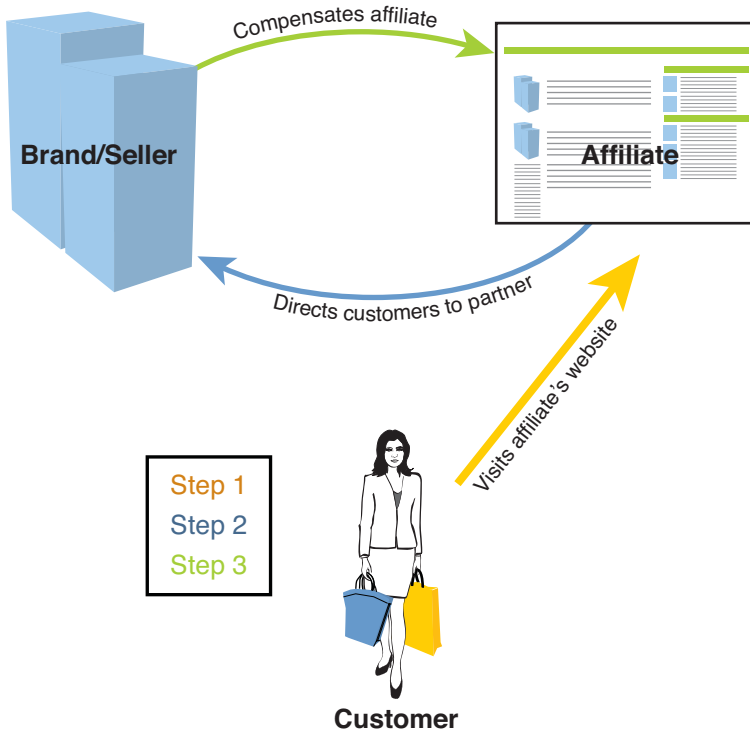 Compensates affiliate
Brand/Seller
Affiliate
Directs customers to partner
Visits affiliate's website
Step 1
Step 2
Step 3
Customer